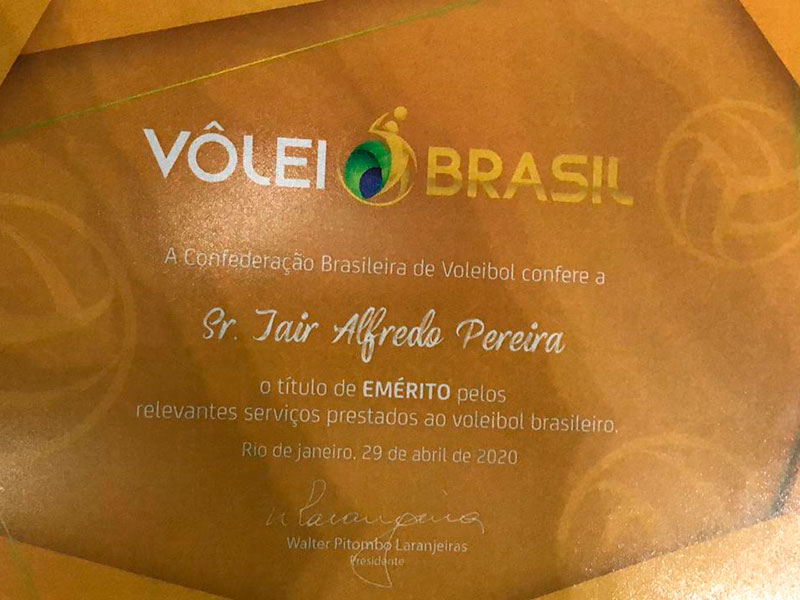 VÔLEI BRASIL
A Confederação Brasileira de Voleibol confere a
Sr. Jair Alfredo Pereira
o título de EMÉRITO pelos
relevantes serviços prestados ao voleibol brasileiro.
Rio de janeiro, 29 de abril de 2020
Walter Pitombo Laranjeiras
Presidente